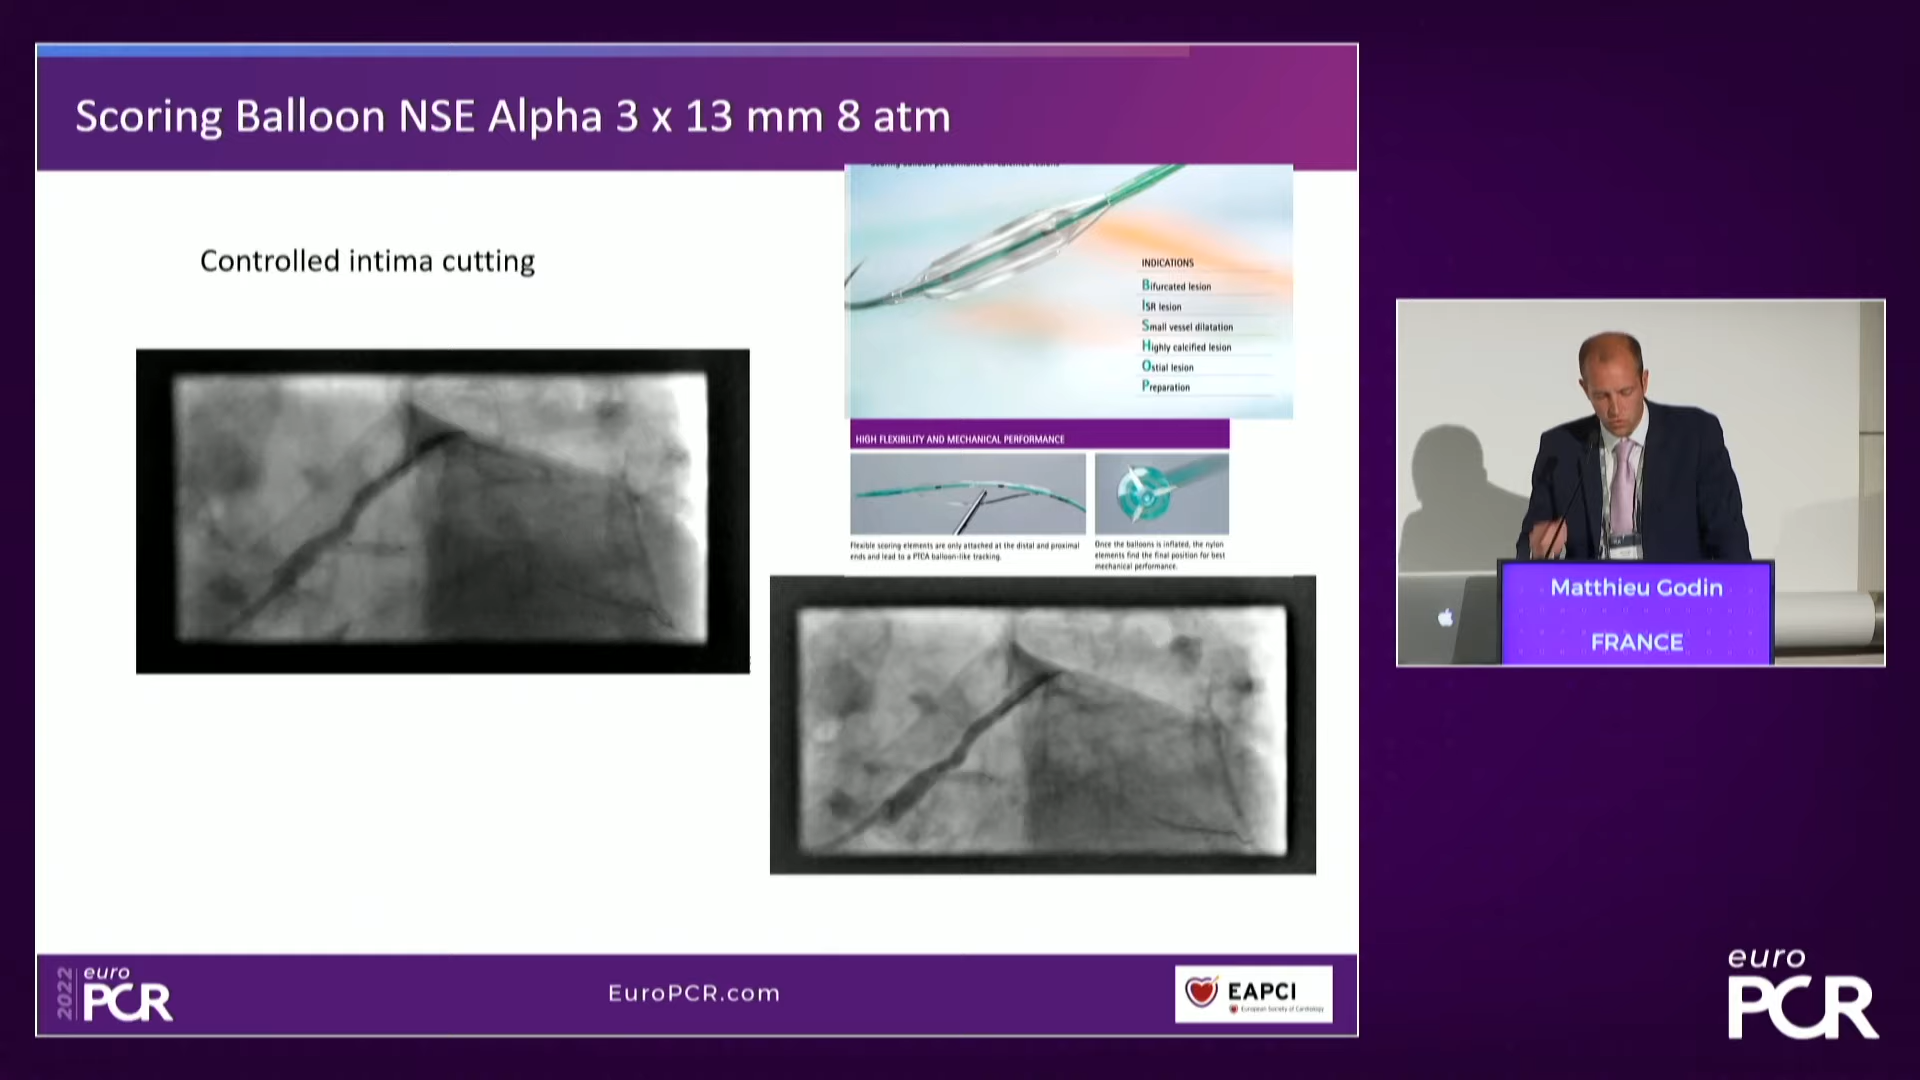 Scoring Balloon NSE Alpha 3 x 13 mm 8 atm
Controlled intima cutting
INDICATIONS
Bifurcated lesion
ISR lesion
Small vessel dilatation
Highly calcified lesion
Ostial lesion
Preparation
HIGH FLEXIBILITY AND MECHANICAL PERFORMANCE
Flexible scoring elements are only attached at the distal and proximal
ends and lead to a PTCA balloon-like tracking.
Once the balloons is inflated, the nylon
elements find the final position for best
mechanical performance.
2022
euro
PCR
EuroPCR.com
EAPCI
European Society of Cardiology
Matthieu Godin
FRANCE
euro
PCR